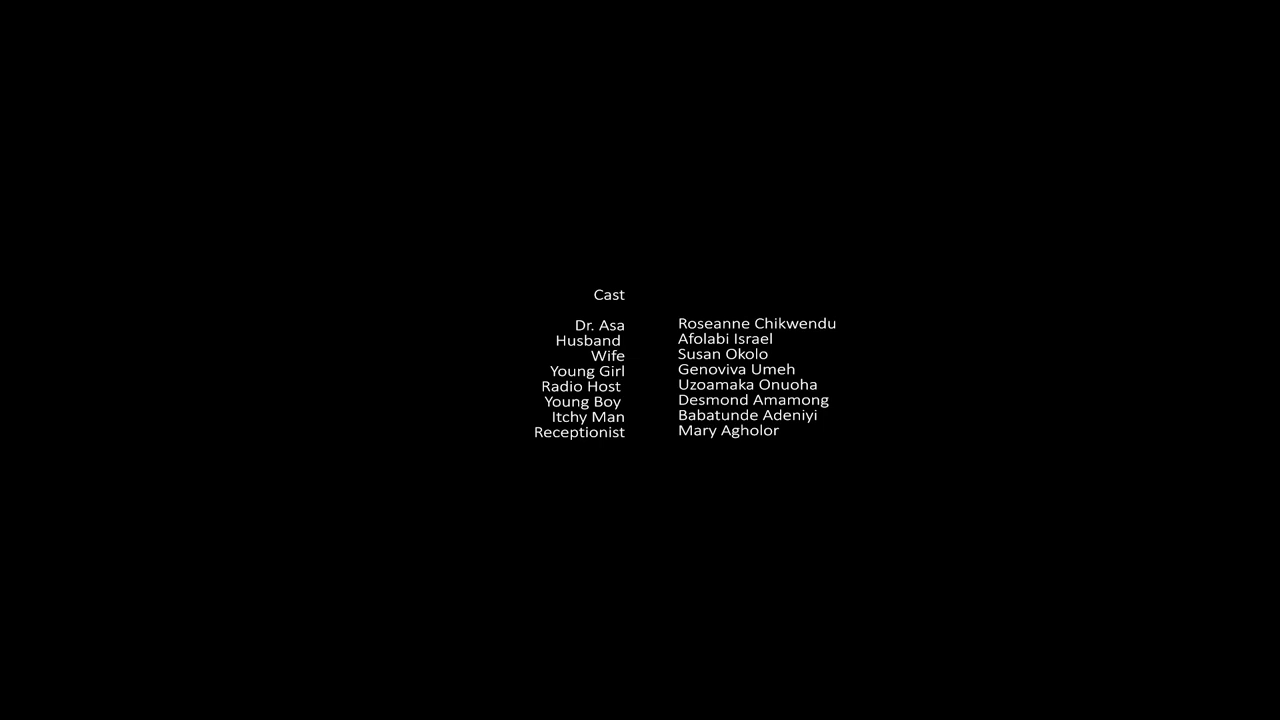 Cast
Dr. Asa Roseanne Chikwendu
Husband Afolabi Israel
Wife Susan Okolo
Young Girl Genoviva Umeh
Radio Host Uzoamaka Onuoha
Young Boy Desmond Amamong
Itchy Man Babatunde Adeniyi
Receptionist Mary Agholor